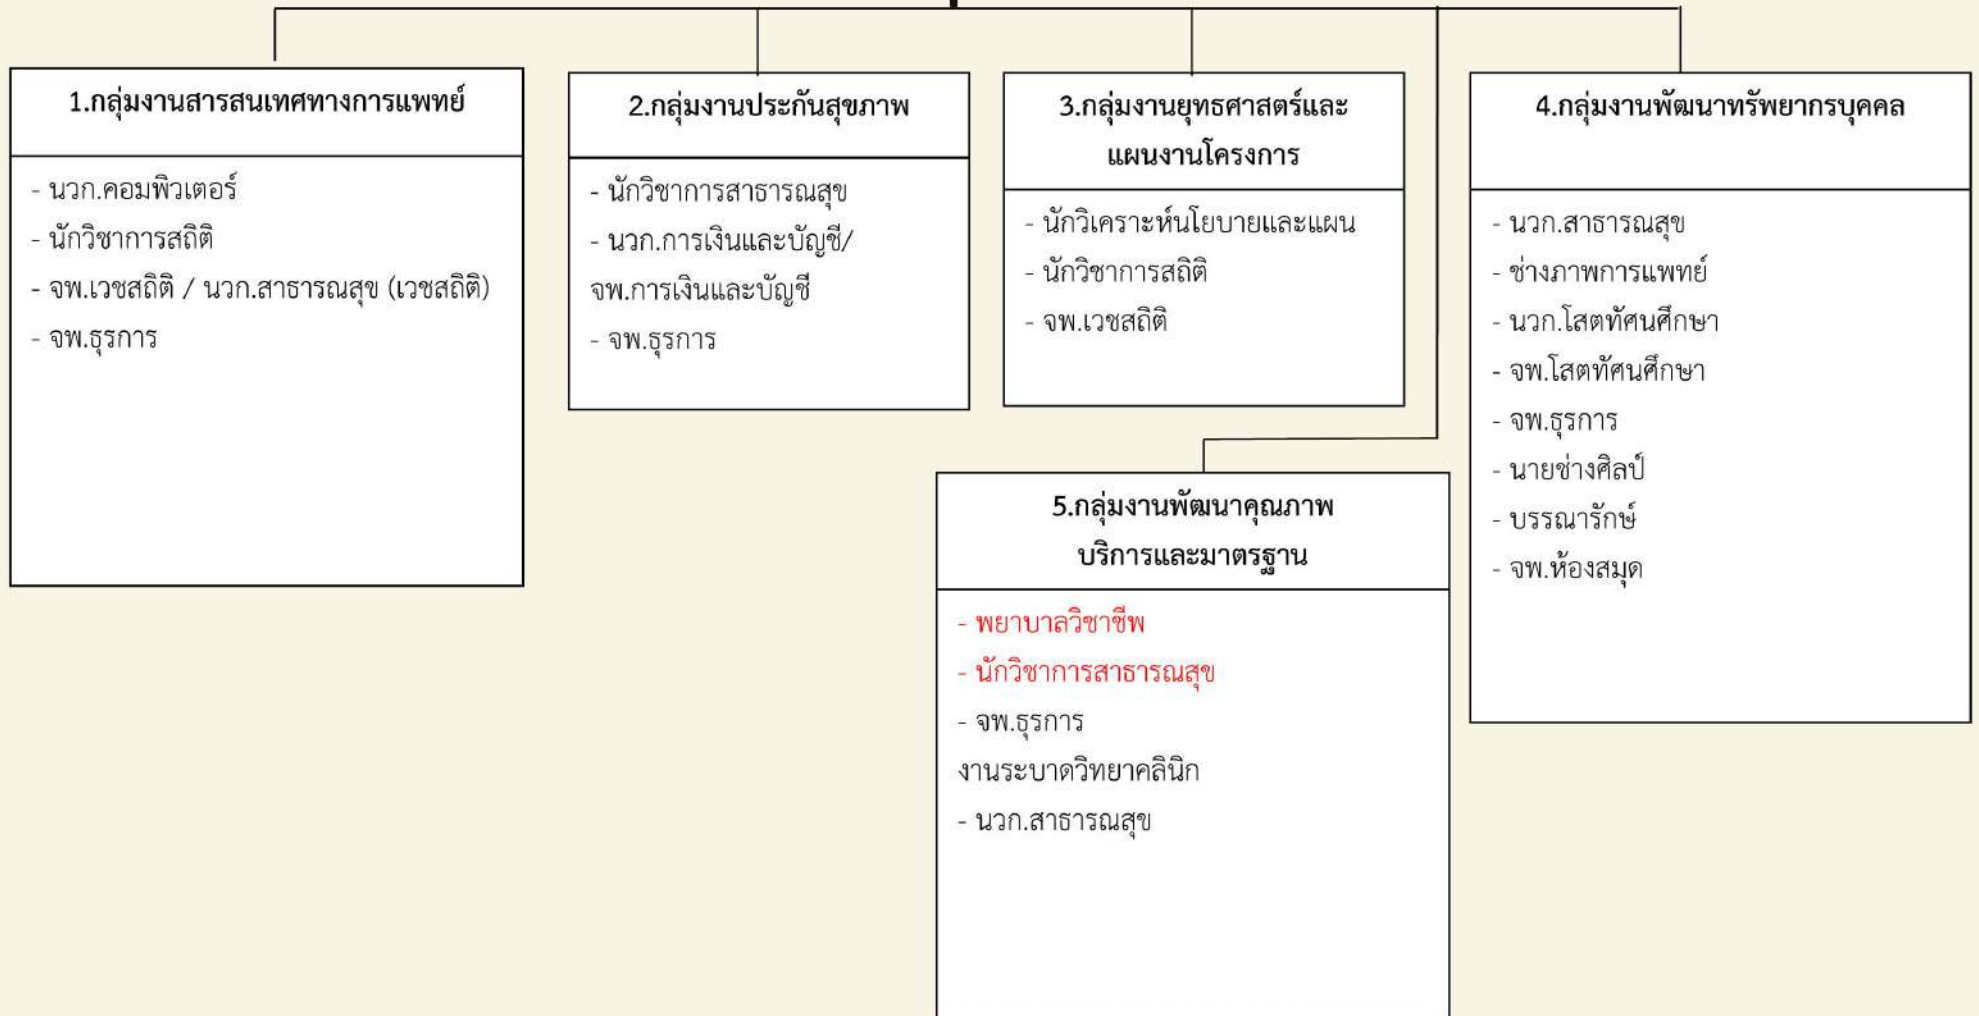 1.กลุ่มงานสารสนเทศทางการแพทย์
- นวก.คอมพิวเตอร์
- นักวิชาการสถิติ
- จพ.เวชสถิติ / นวก.สาธารณสุข (เวชสถิติ)
- จพ.ธุรการ
2.กลุ่มงานประกันสุขภาพ
- นักวิชาการสาธารณสุข
- นวก.การเงินและบัญชี/
จพ.การเงินและบัญชี
- จพ.ธุรการ
3.กลุ่มงานยุทธศาสตร์และ
แผนงานโครงการ
- นักวิเคราะห์นโยบายและแผน
- นักวิชาการสถิติ
- จพ.เวชสถิติ
4.กลุ่มงานพัฒนาทรัพยากรบุคคล
- นวก.สาธารณสุข
- ช่างภาพการแพทย์
- นวก.โสตทัศนศึกษา
- จพ.โสตทัศนศึกษา
- จพ.ธุรการ
- นายช่างศิลป์
- บรรณารักษ์
- จพ.ห้องสมุด
5.กลุ่มงานพัฒนาคุณภาพ
บริการและมาตรฐาน
- พยาบาลวิชาชีพ
- นักวิชาการสาธารณสุข
- จพ.ธุรการ
งานระบาดวิทยาคลินิก
- นวก.สาธารณสุข